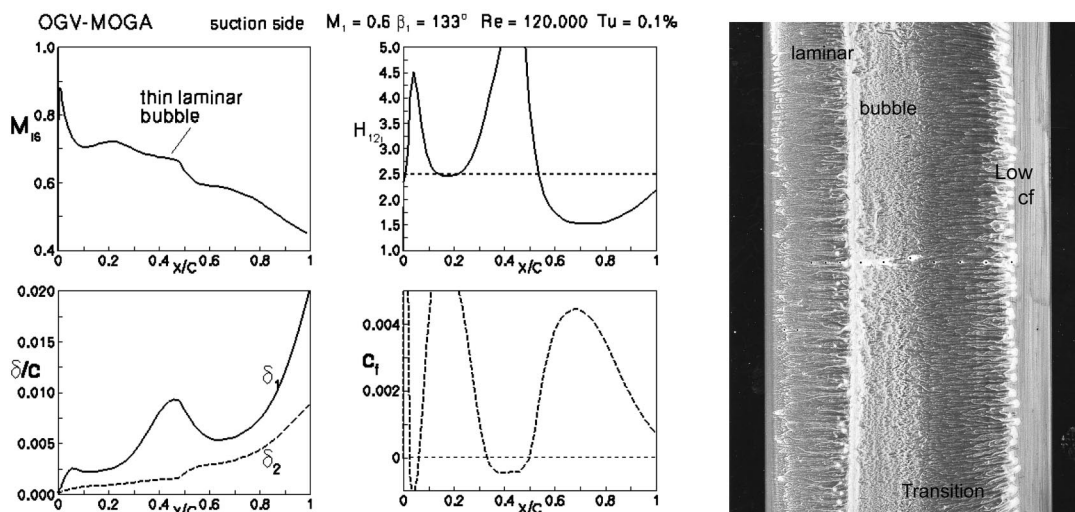 OGV-MOGA suction side M₁ = 0.6 β₁ = 133° Re = 120.000 Tu = 0.1%
1.0
M_is
thin laminar
bubble
0.6
0.4
0 0.2 0.4 0.6 0.8 1
X/C
5.0
4.5
4.0
3.5
H₁₂ᵢ
2.5
2.0
1.5
1.0
0 0.2 0.4 0.6 0.8 1
X/C
0.020
0.015
δ/C
0.010
0.005
0.000
δ₁
δ₂
0 0.2 0.4 0.6 0.8 1
X/C
0.004
C_f
0.002
0
0 0.2 0.4 0.6 0.8 1
X/C
laminar
bubble
Low
cf
Transition